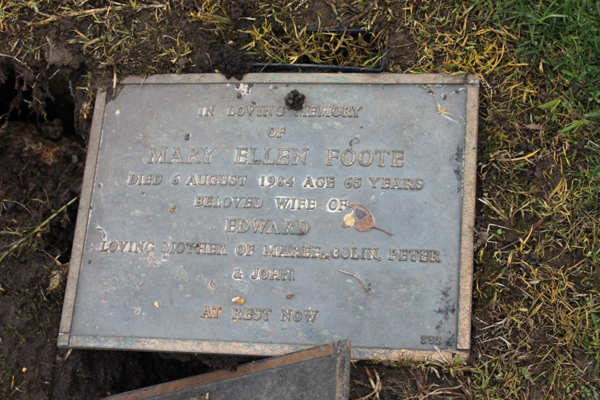 IN LOVING MEMORY
OF
MARY ELLEN FOOTE
DIED 6 AUGUST 1984 AGE 65 YEARS
BELOVED WIFE OF
EDWARD
LOVING MOTHER OF COLIN, PETER
& JOHN
AT REST NOW